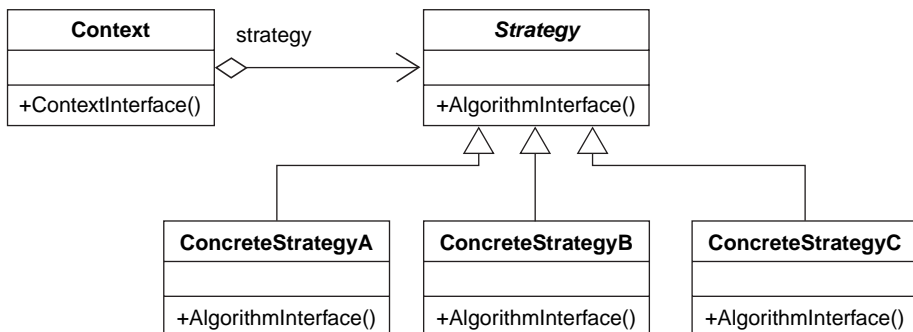 Context
strategy
Strategy
+ContextInterface()
+AlgorithmInterface()
ConcreteStrategyA
ConcreteStrategyB
ConcreteStrategyC
+AlgorithmInterface()
+AlgorithmInterface()
+AlgorithmInterface()